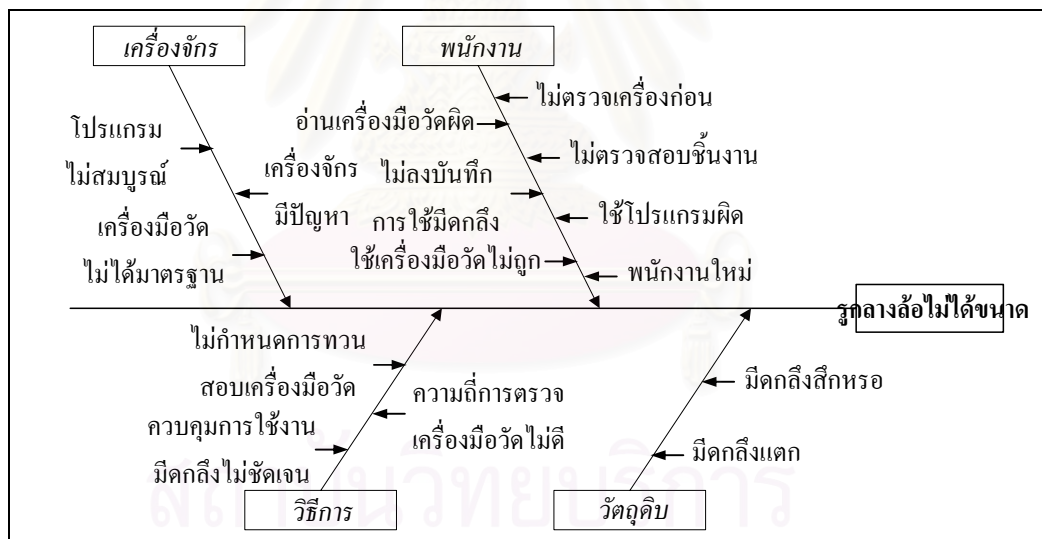 เครื่องจักร
พนักงาน
ไม่ตรวจเครื่องก่อน
อ่านเครื่องมือวัดผิด
โปรแกรม
ไม่สมบูรณ์
เครื่องจักร
มีปัญหา
ไม่ตรวจสอบชิ้นงาน
ไม่ลงบันทึก
การใช้มีดกลึง
เครื่องมือวัด
ไม่ได้มาตรฐาน
ใช้โปรแกรมผิด
ใช้เครื่องมือวัดไม่ถูก
พนักงานใหม่
รูกลางล้อไม่ได้ขนาด
ไม่กำหนดการทวน
สอบเครื่องมือวัด
ความถี่การตรวจ
เครื่องมือวัดไม่ดี
มีดกลึงสึกหรอ
ควบคุมการใช้งาน
มีดกลึงไม่ชัดเจน
มีดกลึงแตก
วิธีการ
วัตถุดิบ
สถาบันวิทยบริการ